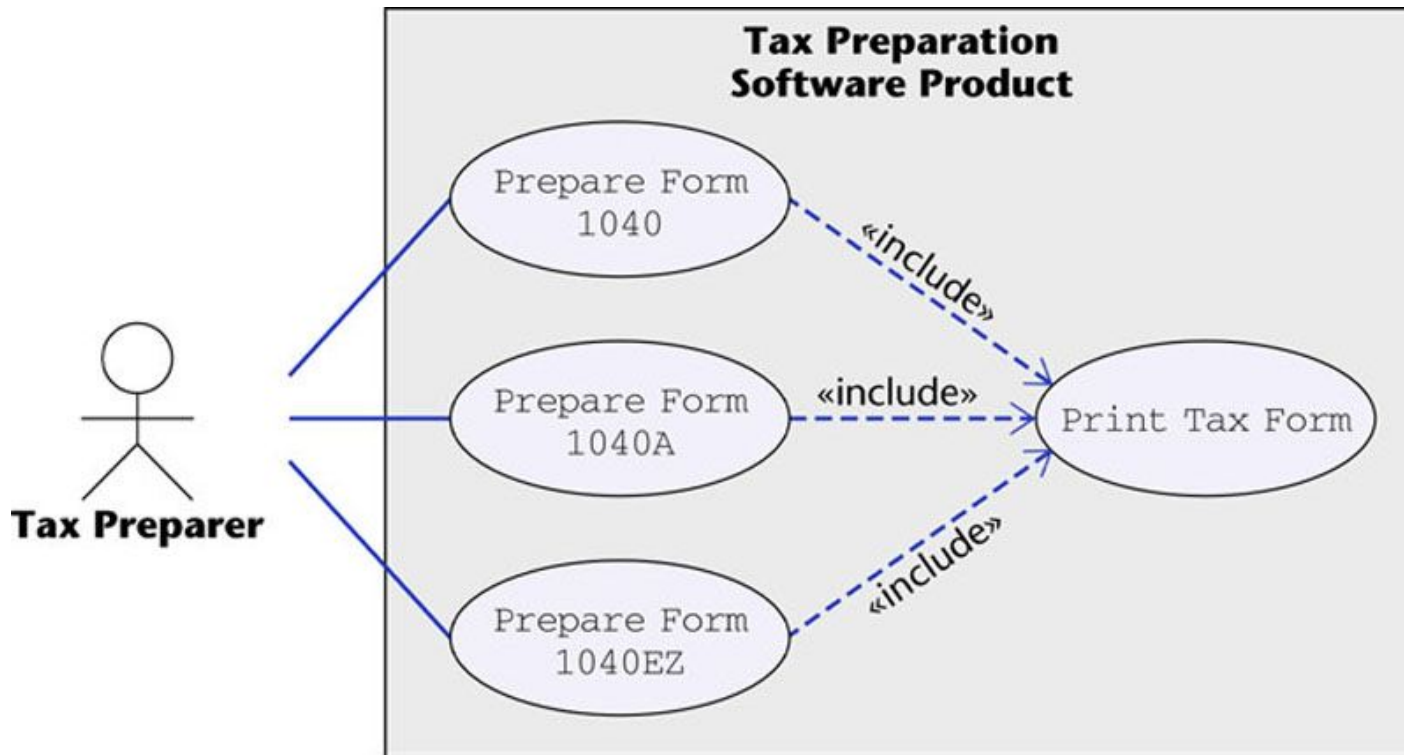 Tax Preparation
Software Product
Prepare Form
1040
«include»
Prepare Form
1040A
«include»
Print Tax Form
Tax Preparer
Prepare Form
1040EZ
«include»